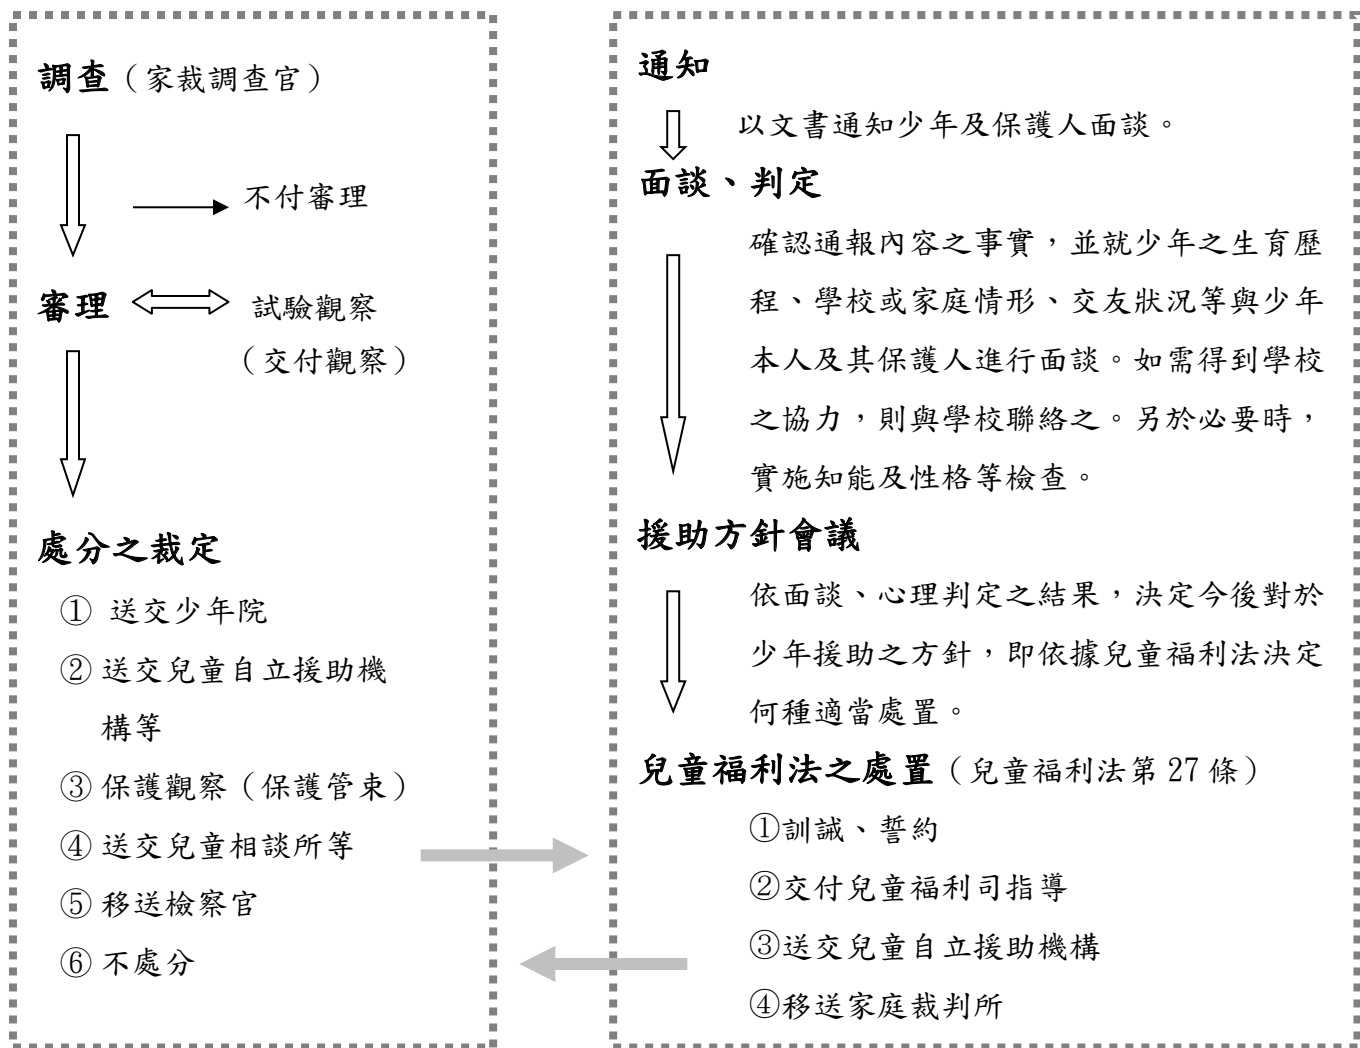 調查（家裁調查官）
不付審理
審理
試驗觀察
（交付觀察）
處分之裁定
① 送交少年院
② 送交兒童自立援助機
構等
③ 保護觀察（保護管束）
④ 送交兒童相談所等
⑤ 移送檢察官
⑥ 不處分
通知
以文書通知少年及保護人面談。
面談、判定
確認通報內容之事實，並就少年之生育歷
程、學校或家庭情形、交友狀況等與少年
本人及其保護人進行面談。如需得到學校
之協力，則與學校聯絡之。另於必要時，
實施知能及性格等檢查。
援助方針會議
依面談、心理判定之結果，決定今後對於
少年援助之方針，即依據兒童福利法決定
何種適當處置。
兒童福利法之處置（兒童福利法第 27 條）
①訓誡、誓約
②交付兒童福利司指導
③送交兒童自立援助機構
④移送家庭裁判所